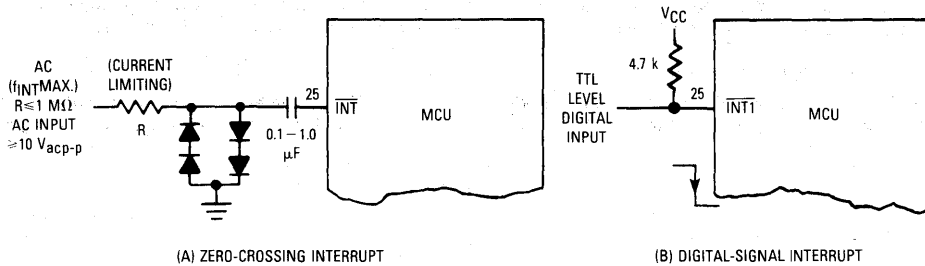 AC
(fINTMAX.)
R≤1 MΩ
AC INPUT
≥10 Vacp-p
(CURRENT
LIMITING)
R
0.1–1.0
μF
25
INT
MCU
(A) ZERO-CROSSING INTERRUPT
VCC
4.7 k
TTL
LEVEL
DIGITAL
INPUT
25
INT1
MCU
(B) DIGITAL-SIGNAL INTERRUPT